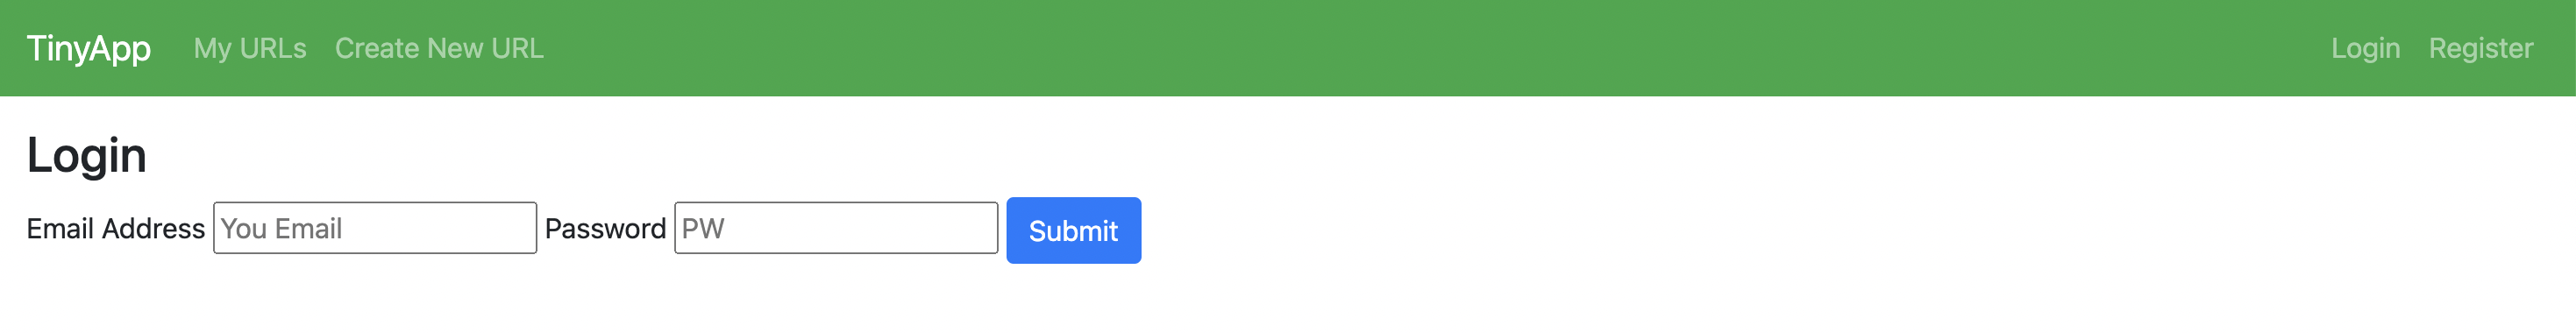 TinyApp My URLs Create New URL Login Register
Login
Email Address You Email Password PW Submit